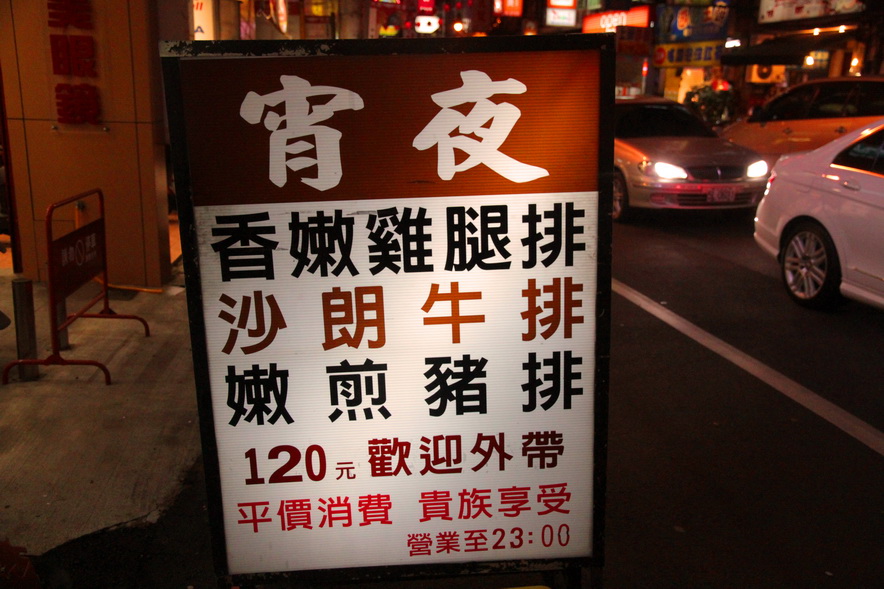 宵夜
香嫩雞腿排
沙朗牛排
嫩煎豬排
120元 歡迎外帶
平價消費 貴族享受
營業至23:00
open